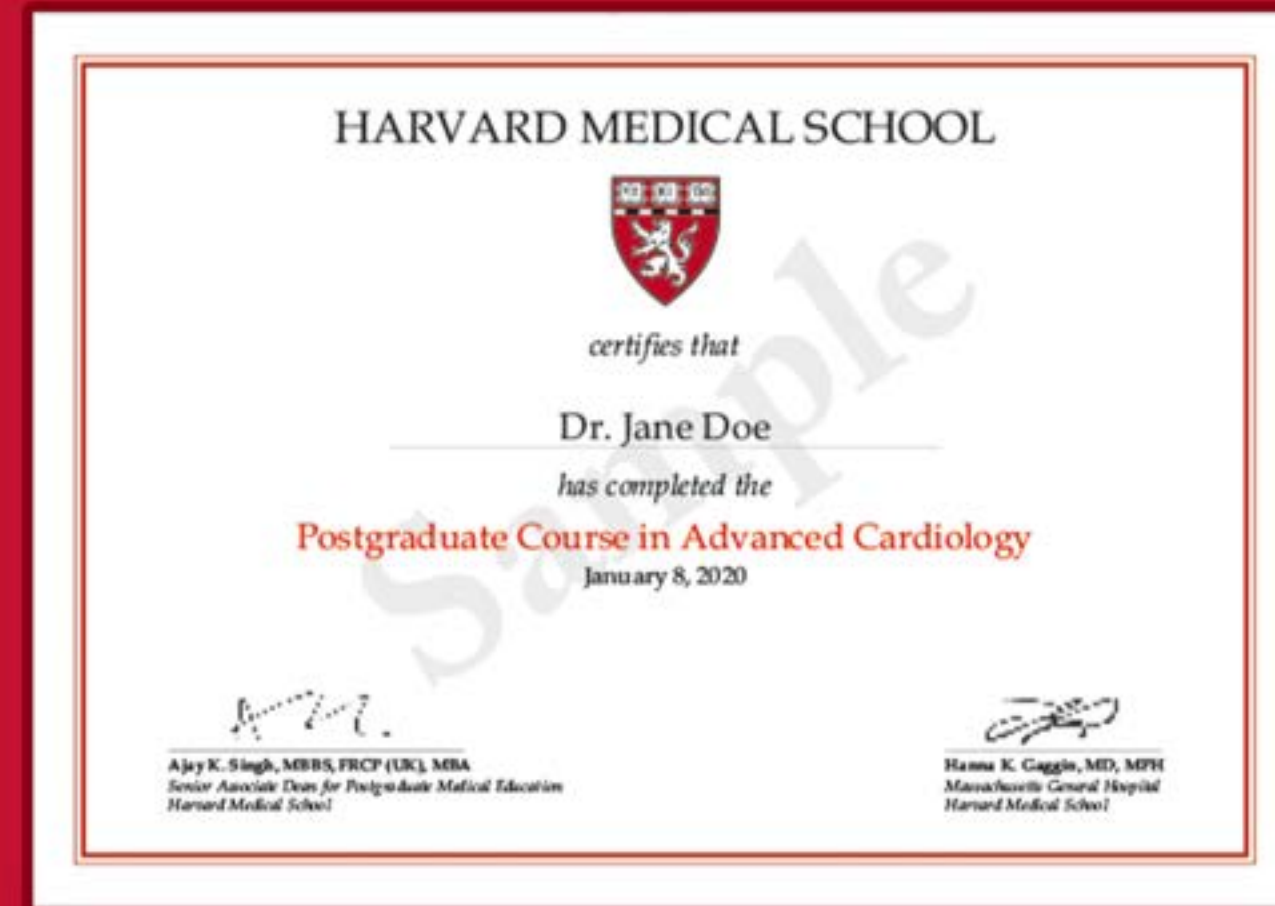 HARVARD MEDICAL SCHOOL
certifies that
Dr. Jane Doe
has completed the
Postgraduate Course in Advanced Cardiology
January 8, 2020
Sample
Ajay K. Singh, MBBS, FRCP (UK), MBA
Senior Associate Dean for Postgraduate Medical Education
Harvard Medical School
Hanna K. Gaggin, MD, MPH
Massachusetts General Hospital
Harvard Medical School